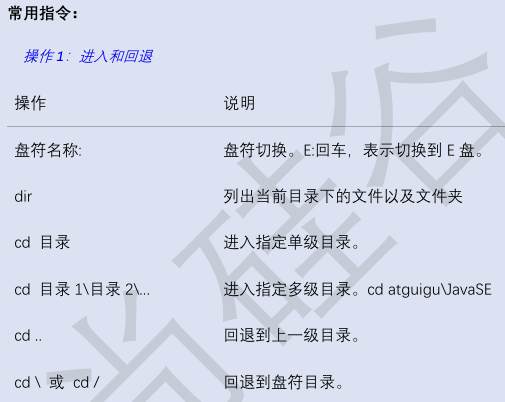 常用指令：
操作 1：进入和回退
操作 说明
盘符名称: 盘符切换。E:回车，表示切换到 E 盘。
dir 列出当前目录下的文件以及文件夹
cd 目录 进入指定单级目录。
cd 目录 1\目录 2\... 进入指定多级目录。cd atguigu\JavaSE
cd .. 回退到上一级目录。
cd \ 或 cd / 回退到盘符目录。
尚硅谷